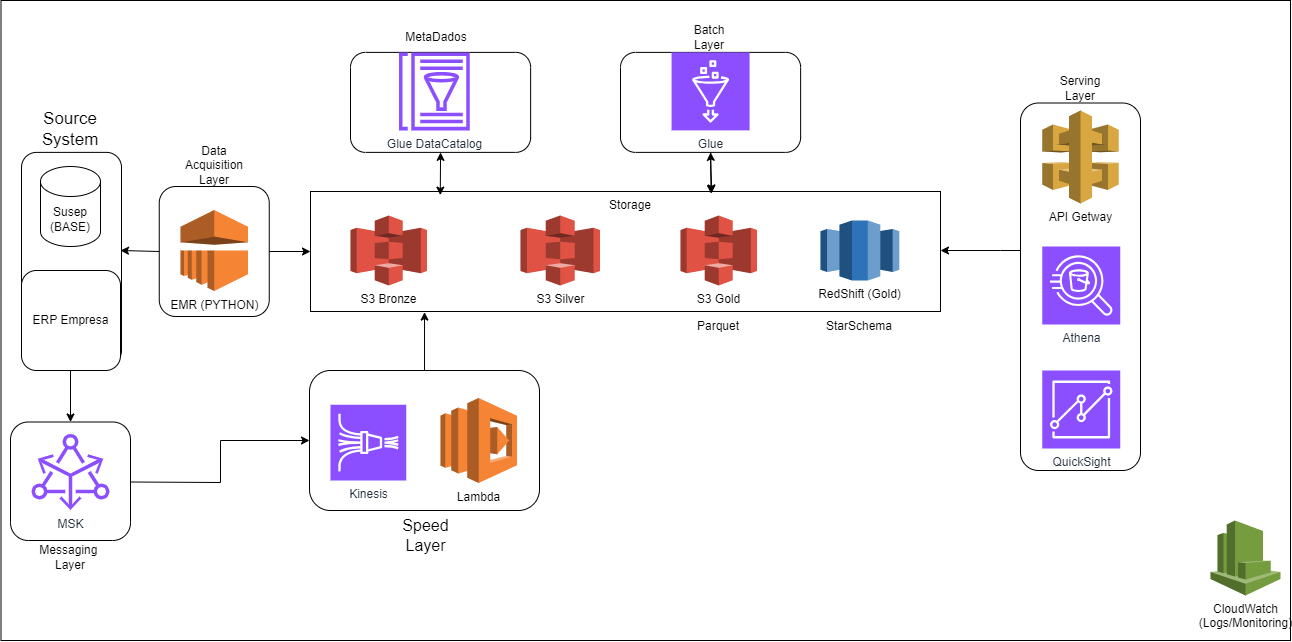 MetaDados
Glue DataCatalog
Batch
Layer
Glue
Serving
Layer
API Getway
Athena
QuickSight
Source
System
Susep
(BASE)
ERP Empresa
Data
Acquisition
Layer
EMR (PYTHON)
Storage
S3 Bronze
S3 Silver
S3 Gold
RedShift (Gold)
Parquet
StarSchema
MSK
Messaging
Layer
Kinesis
Lambda
Speed
Layer
CloudWatch
(Logs/Monitoring)